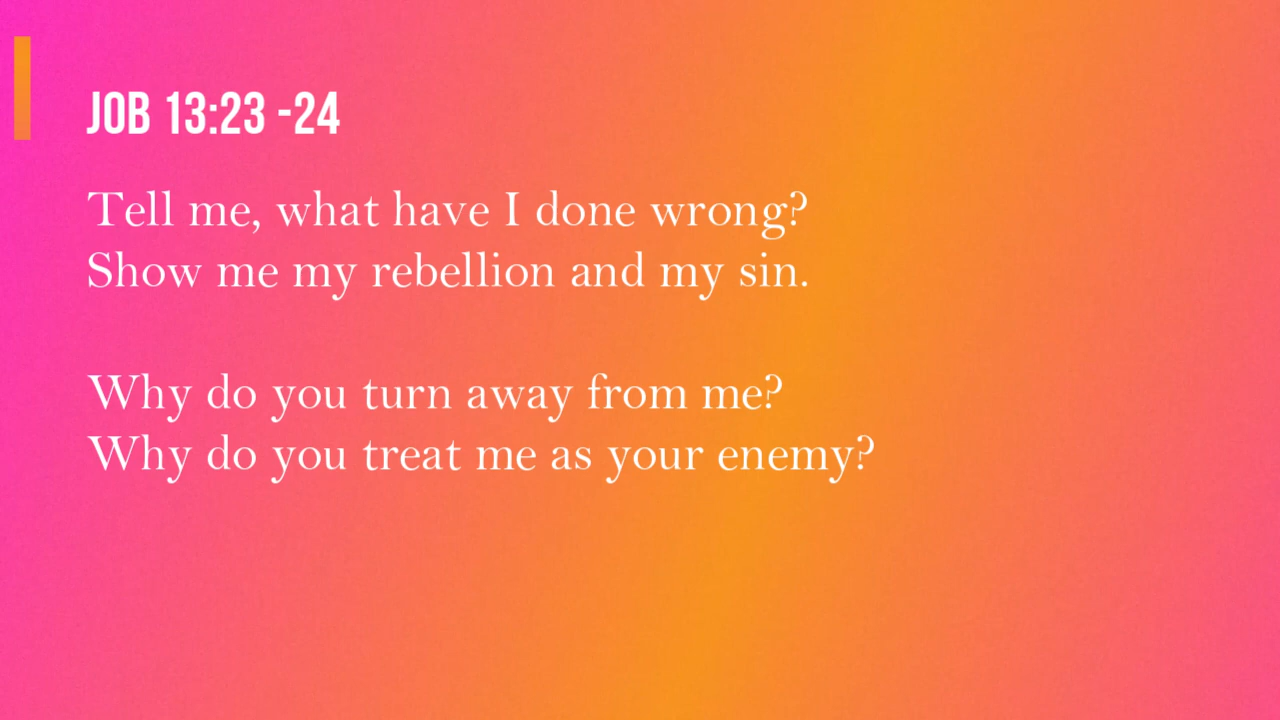 JOB 13:23 -24
Tell me, what have I done wrong?
Show me my rebellion and my sin.
Why do you turn away from me?
Why do you treat me as your enemy?